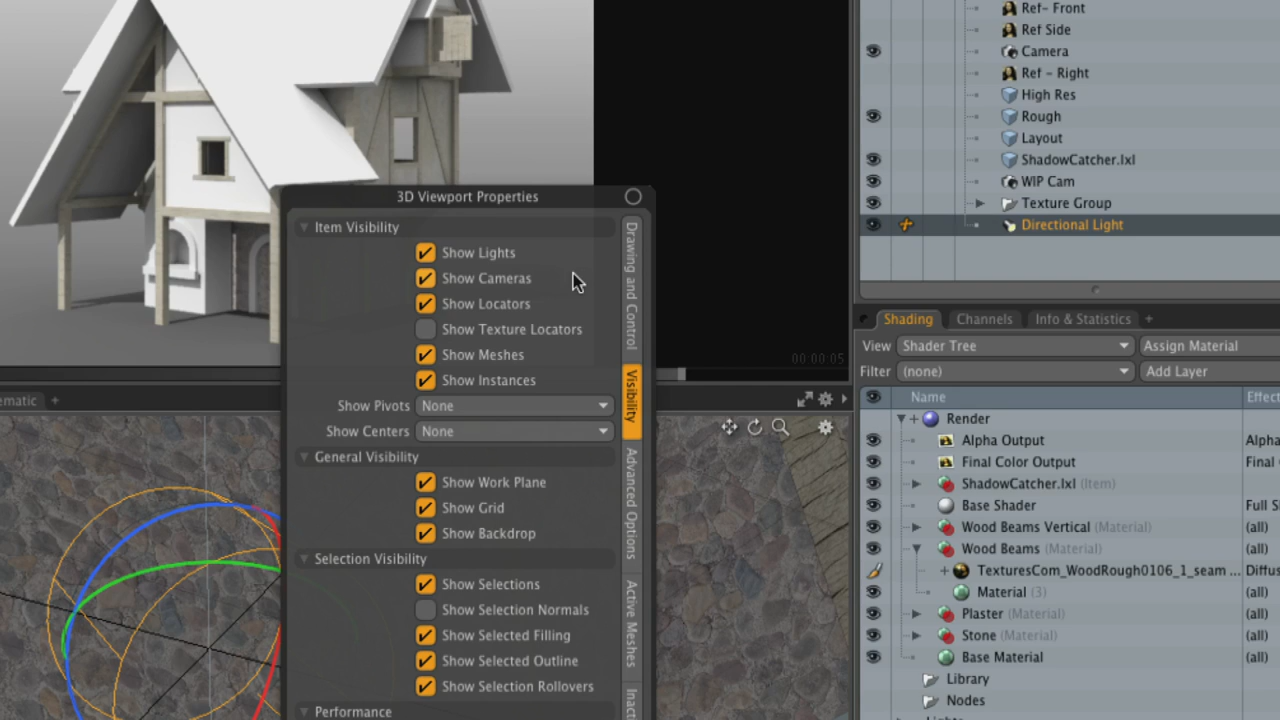 Ref- Front
Ref Side
Camera
Ref - Right
High Res
Rough
Layout
ShadowCatcher.lxl
WIP Cam
Texture Group
Directional Light
3D Viewport Properties
Item Visibility
Show Lights
Show Cameras
Show Locators
Show Texture Locators
Show Meshes
Show Instances
Show Pivots None
Show Centers None
General Visibility
Show Work Plane
Show Grid
Show Backdrop
Selection Visibility
Show Selections
Show Selection Normals
Show Selected Filling
Show Selected Outline
Show Selection Rollovers
Performance
Drawing and Control
Visibility
Advanced Options
Active Meshes
Inact
00:00:05
ematic +
Shading Channels Info & Statistics +
View Shader Tree Assign Material
Filter (none) Add Layer
Name Effec
Render
Alpha Output Alpha
Final Color Output Final
ShadowCatcher.lxl (Item)
Base Shader Full S
Wood Beams Vertical (Material) (all)
Wood Beams (Material) (all)
+ TexturesCom_WoodRough0106_1_seam ... Diffus
Material (3) (all)
Plaster (Material) (all)
Stone (Material) (all)
Base Material (all)
Library
Nodes
Lights